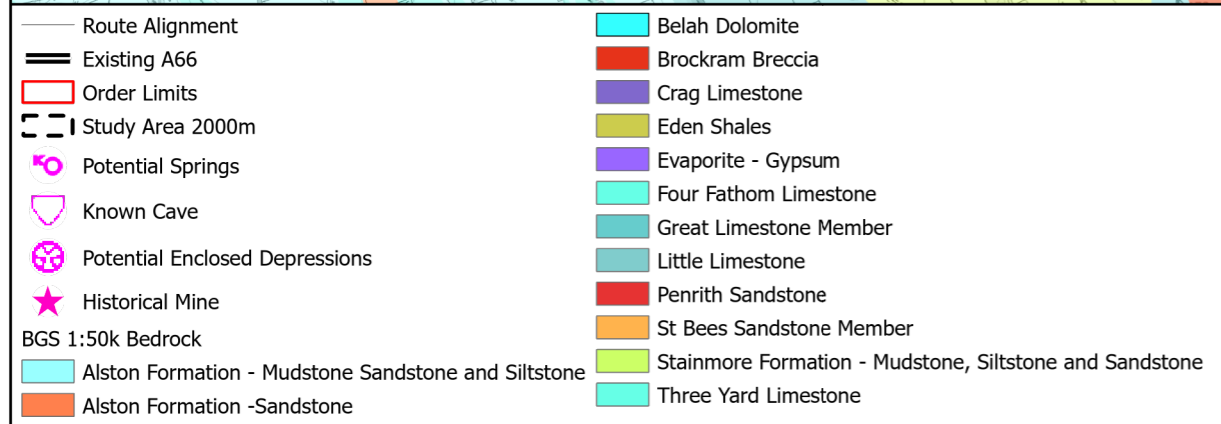 Route Alignment
Existing A66
Order Limits
Study Area 2000m
Potential Springs
Known Cave
Potential Enclosed Depressions
Historical Mine
BGS 1:50k Bedrock
Alston Formation - Mudstone Sandstone and Siltstone
Alston Formation -Sandstone
Belah Dolomite
Brockram Breccia
Crag Limestone
Eden Shales
Evaporite - Gypsum
Four Fathom Limestone
Great Limestone Member
Little Limestone
Penrith Sandstone
St Bees Sandstone Member
Stainmore Formation - Mudstone, Siltstone and Sandstone
Three Yard Limestone